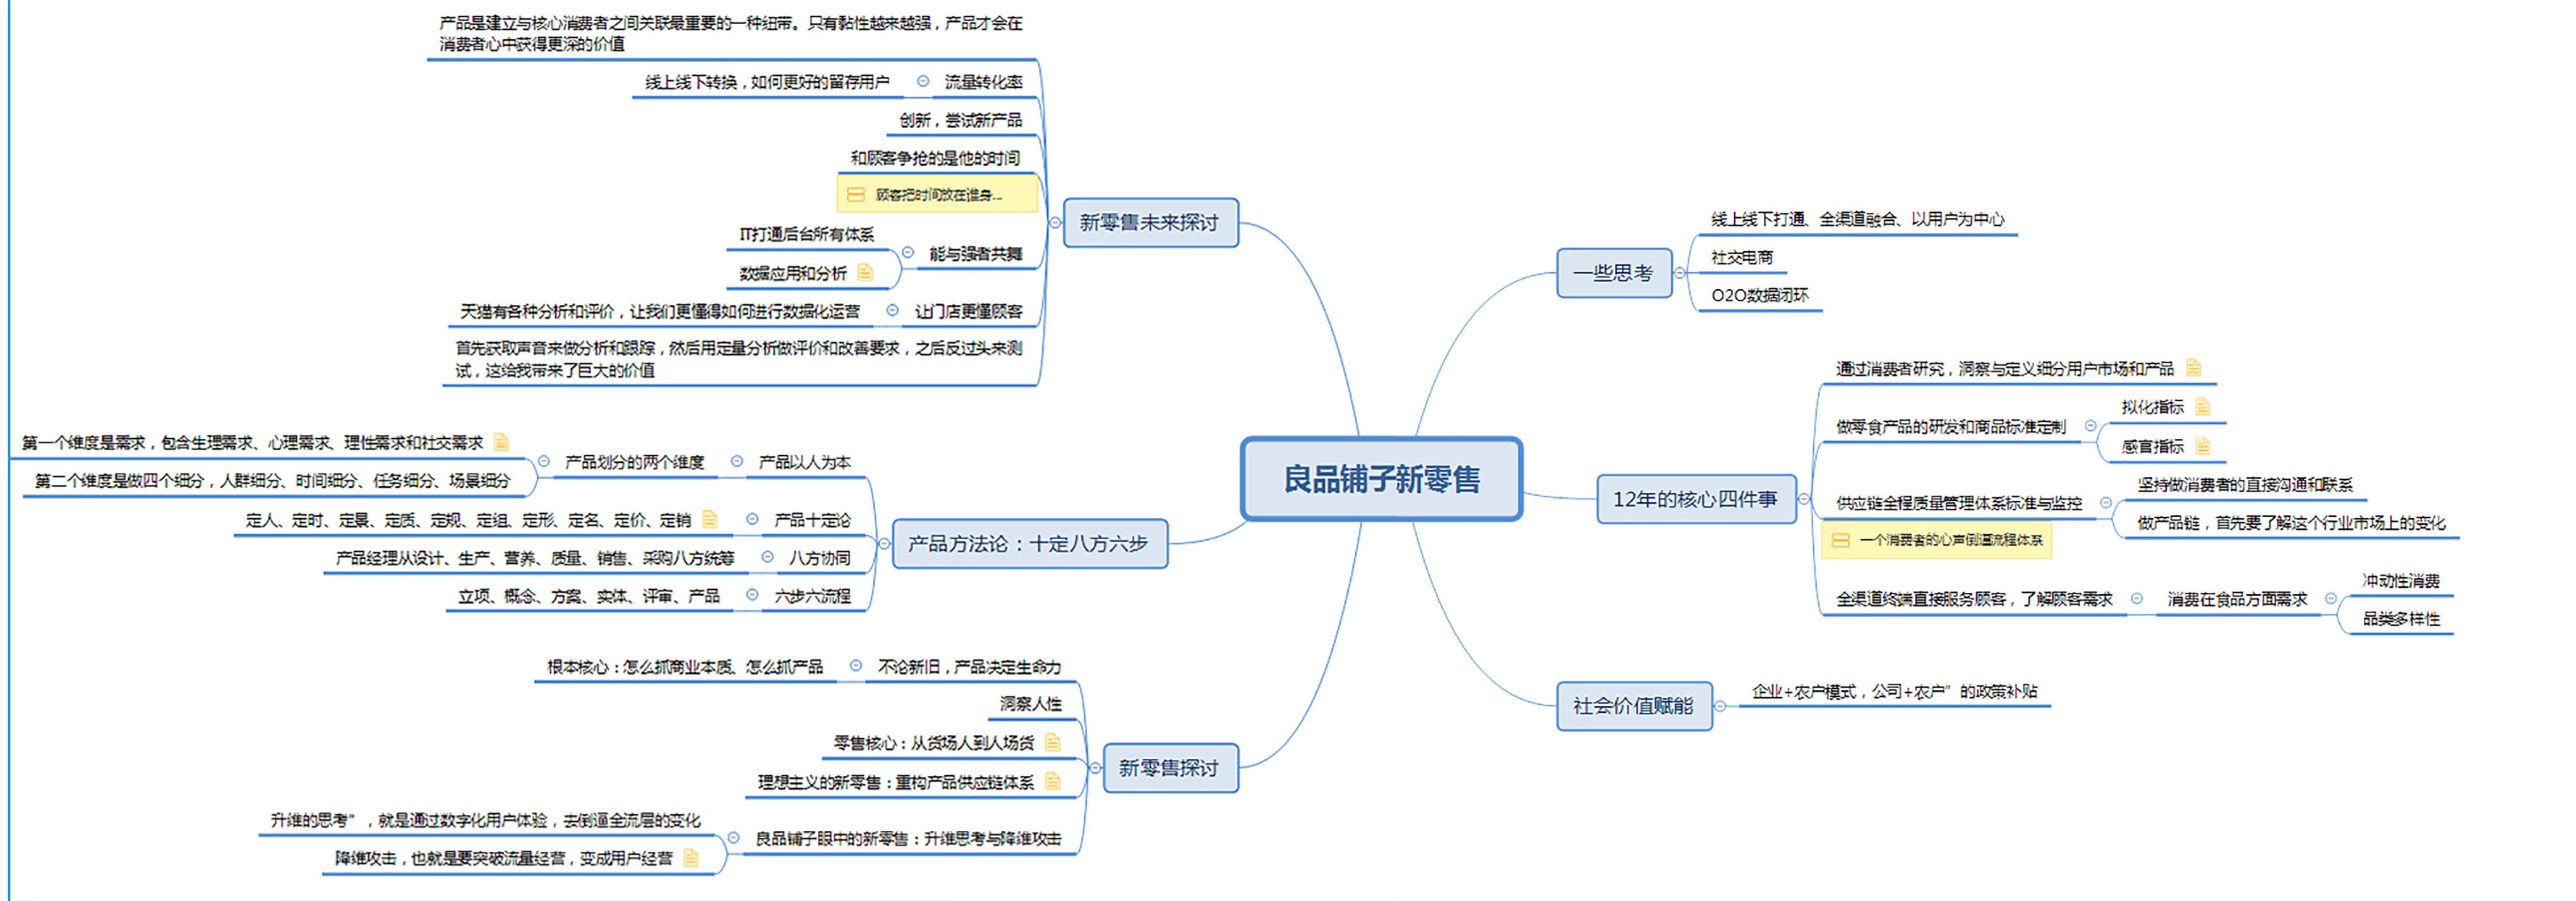 良品铺子新零售
一些思考
线上线下打通、全渠道融合、以用户为中心
社交电商
O2O数据闭环
12年的核心四件事
通过消费者研究，洞察与定义细分用户市场和产品
做零食产品的研发和商品标准定制
拟化指标
感官指标
供应链全程质量管理体系标准与监控
一个消费者的心声倒逼流程体系
坚持做消费者的直接沟通和联系
做产品链，首先要了解这个行业市场上的变化
全渠道终端直接服务顾客，了解顾客需求
消费在食品方面需求
冲动性消费
品类多样性
社会价值赋能
企业+农户模式，公司+农户”的政策补贴
新零售未来探讨
产品是建立与核心消费者之间关联最重要的一种纽带。只有黏性越来越强，产品才会在
消费者心中获得更深的价值
流量转化率
线上线下转换，如何更好的留存用户
创新，尝试新产品
和顾客争抢的是他的时间
顾客把时间放在谁身...
能与强者共舞
IT打通后台所有体系
数据应用和分析
让门店更懂顾客
天猫有各种分析和评价，让我们更懂得如何进行数据化运营
首先获取声音来做分析和跟踪，然后用定量分析做评价和改善要求，之后反过头来测
试，这给我带来了巨大的价值
产品方法论：十定八方六步
产品以人为本
产品划分的两个维度
第一个维度是需求，包含生理需求、心理需求、理性需求和社交需求
第二个维度是做四个细分，人群细分、时间细分、任务细分、场景细分
产品十定论
定人、定时、定景、定质、定规、定组、定形、定名、定价、定销
八方协同
产品经理从设计、生产、营养、质量、销售、采购八方统筹
六步六流程
立项、概念、方案、实体、评审、产品
新零售探讨
不论新旧，产品决定生命力
根本核心：怎么抓商业本质、怎么抓产品
洞察人性
零售核心：从货场人到人场货
理想主义的新零售：重构产品供应链体系
良品铺子眼中的新零售：升维思考与降维攻击
升维的思考”，就是通过数字化用户体验，去倒逼全流层的变化
降维攻击，也就是要突破流量经营，变成用户经营